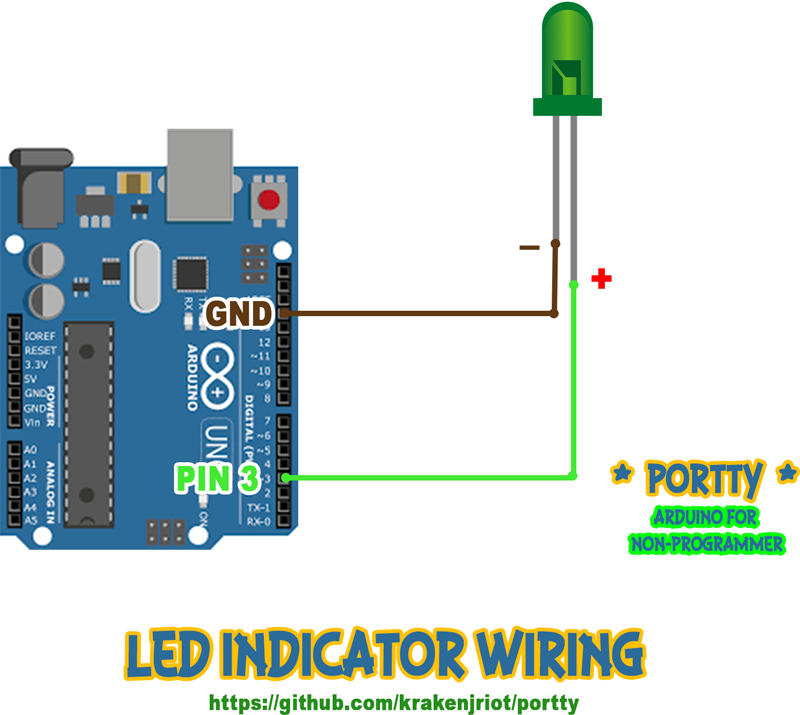 RX
TX
GND
IOREF
RESET
3.3V
5V
GND
GND
Vin
POWER
ARDUINO
12
~11
~10
~9
8
DIGITAL (P
UN
7
~6
~5
4
3
2
TX-1
RX-0
PIN 3
A0
A1
A2
A3
A4
A5
ANALOG IN
ON
−
+
* PORTTY *
ARDUINO FOR
NON-PROGRAMMER
LED INDICATOR WIRING
https://github.com/krakenjriot/portty